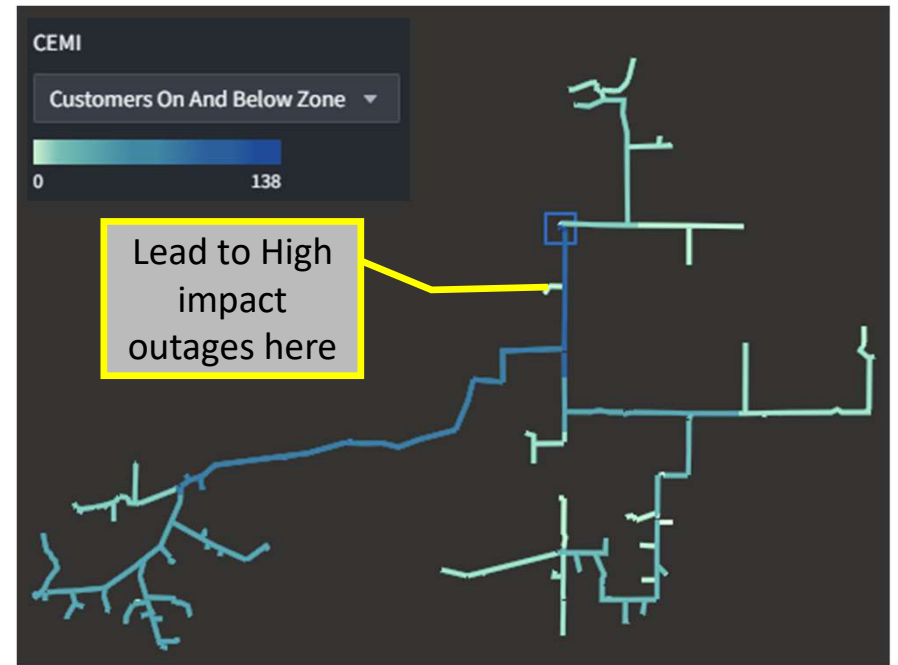 CEMI
Customers On And Below Zone
0 138
Lead to High
impact
outages here